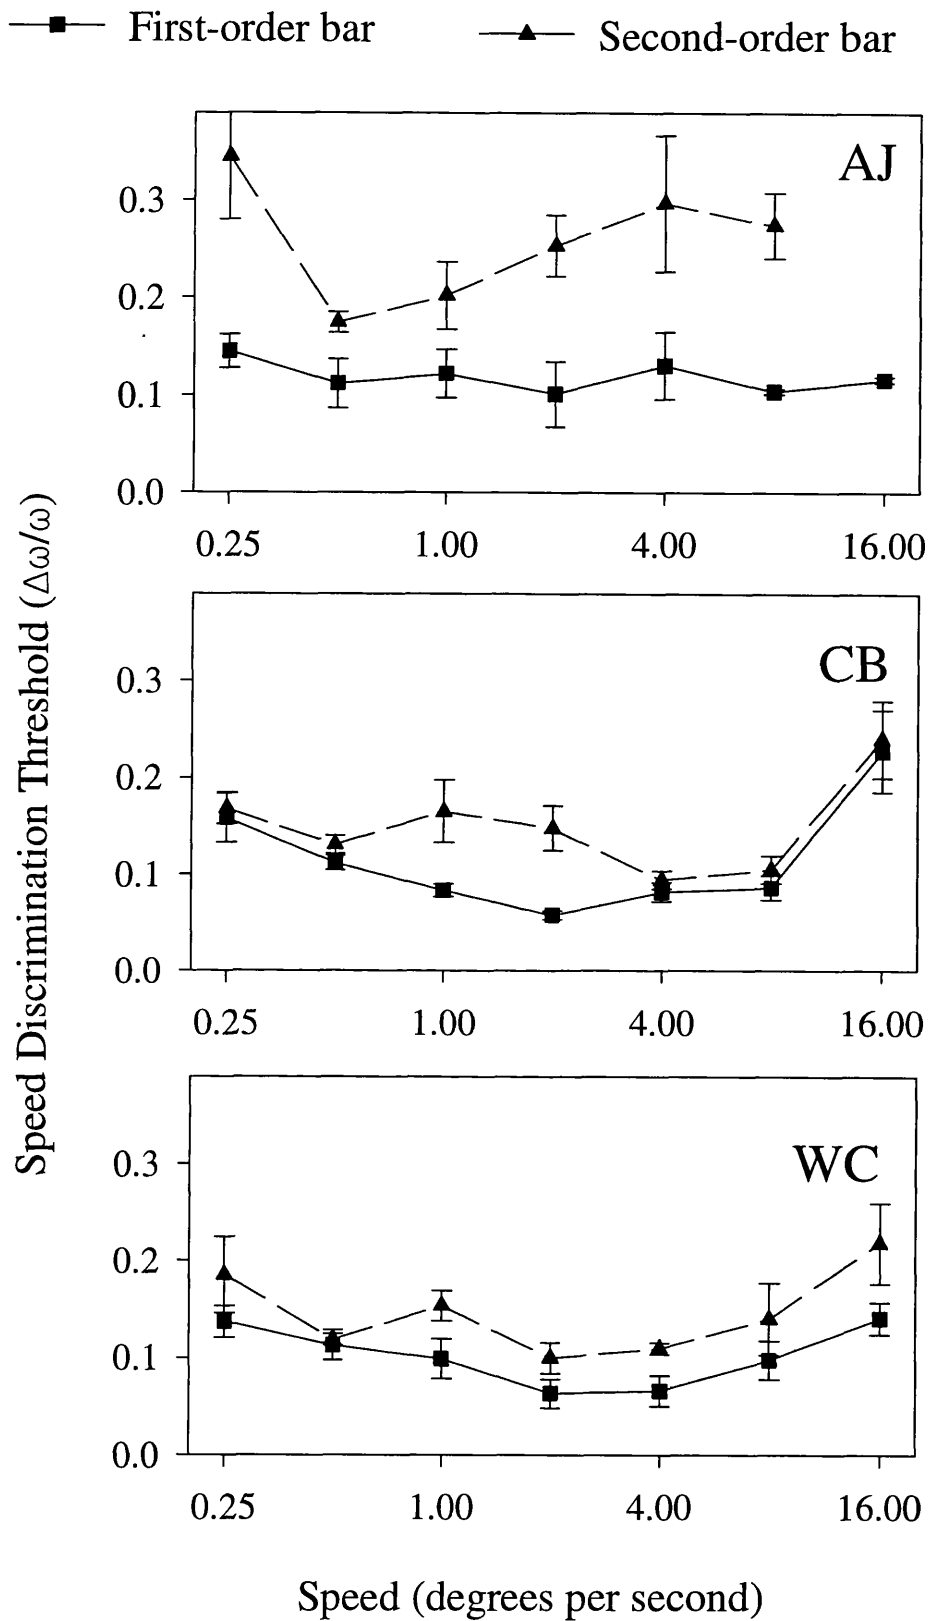 First-order bar
Second-order bar
Speed Discrimination Threshold (Δω/ω)
AJ
0.3
0.2
0.1
0.0
0.25 1.00 4.00 16.00
CB
0.3
0.2
0.1
0.0
0.25 1.00 4.00 16.00
WC
0.3
0.2
0.1
0.0
0.25 1.00 4.00 16.00
Speed (degrees per second)